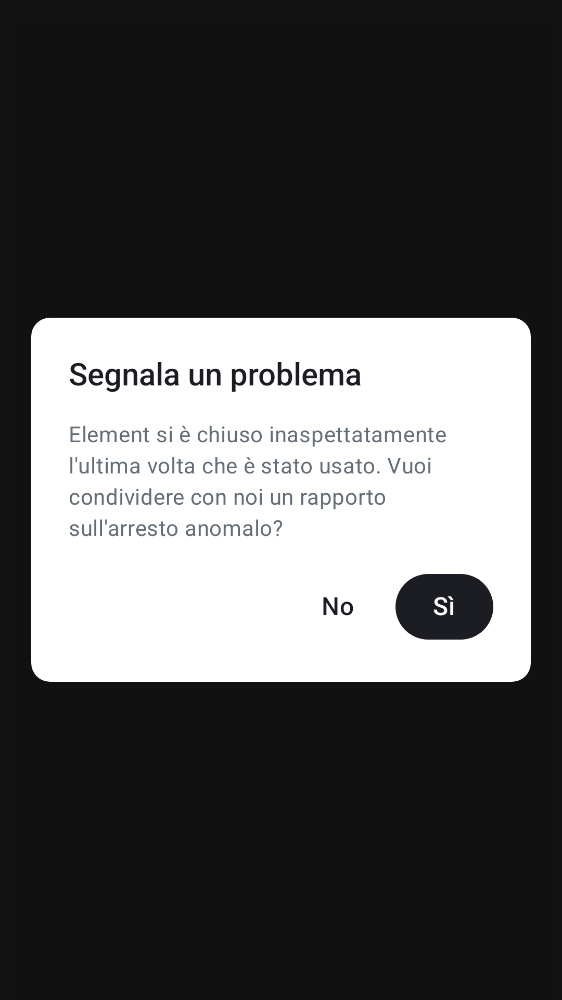 Segnala un problema
Element si è chiuso inaspettatamente
l'ultima volta che è stato usato. Vuoi
condividere con noi un rapporto
sull'arresto anomalo?
No
Sì